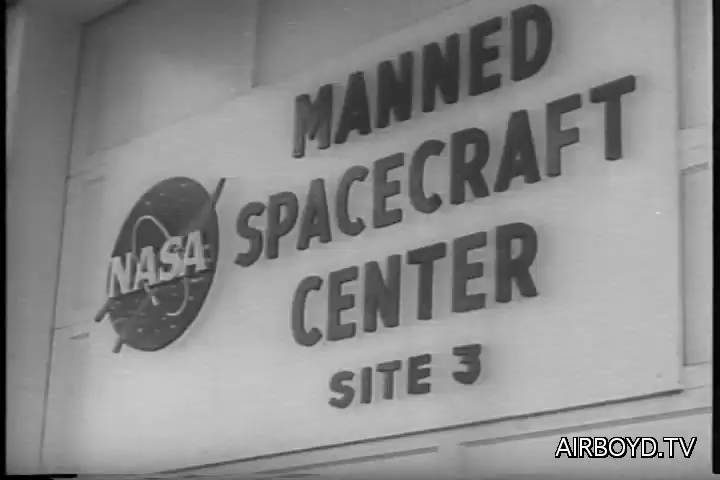 MANNED
SPACECRAFT
CENTER
SITE 3
NASA
AIRBOYD.TV